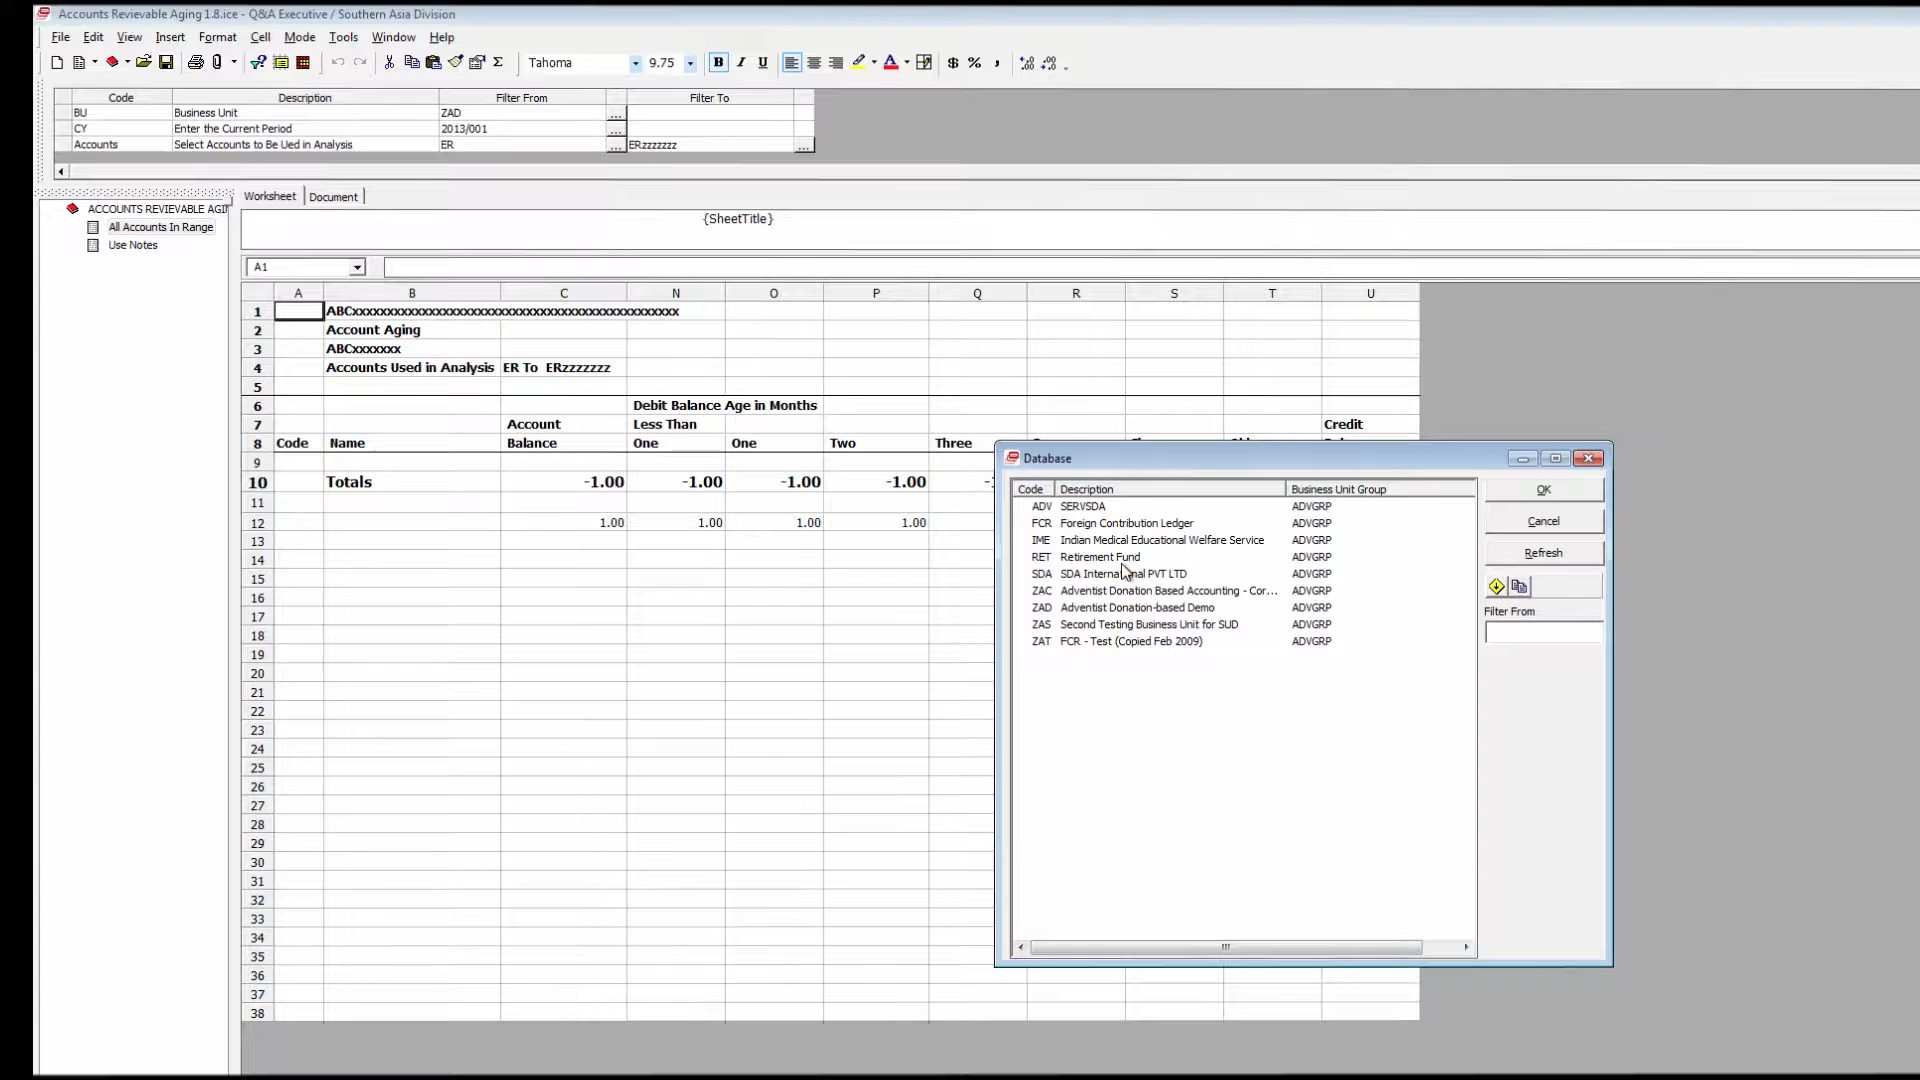 Accounts Revievable Aging 1.8.ice - Q&A Executive / Southern Asia Division
File Edit View Insert Format Cell Mode Tools Window Help
Tahoma 9.75 B I U $ % ,
Code Description Filter From Filter To
BU Business Unit ZAD ...
CY Enter the Current Period 2013/001 ...
Accounts Select Accounts to Be Ued in Analysis ER ... ERzzzzzzz ...
ACCOUNTS REVIEVABLE AGI
All Accounts In Range
Use Notes
Worksheet Document
{SheetTitle}
A1
A B C N O P Q R S T U
1 ABCxxxxxxxxxxxxxxxxxxxxxxxxxxxxxxxxxxxxxxxxxxxxxxx
2 Account Aging
3 ABCxxxxxxx
4 Accounts Used in Analysis ER To ERzzzzzzz
5
6 Debit Balance Age in Months
7 Account Less Than Credit
8 Code Name Balance One One Two Three
9
10 Totals -1.00 -1.00 -1.00 -1.00
11
12 1.00 1.00 1.00 1.00
13
14
15
16
17
18
19
20
21
22
23
24
25
26
27
28
29
30
31
32
33
34
35
36
37
38
Database
Code Description Business Unit Group
ADV SERVSDA ADVGRP
FCR Foreign Contribution Ledger ADVGRP
IME Indian Medical Educational Welfare Service ADVGRP
RET Retirement Fund ADVGRP
SDA SDA International PVT LTD ADVGRP
ZAC Adventist Donation Based Accounting - Cor... ADVGRP
ZAD Adventist Donation-based Demo ADVGRP
ZAS Second Testing Business Unit for SUD ADVGRP
ZAT FCR - Test (Copied Feb 2009) ADVGRP
OK
Cancel
Refresh
Filter From